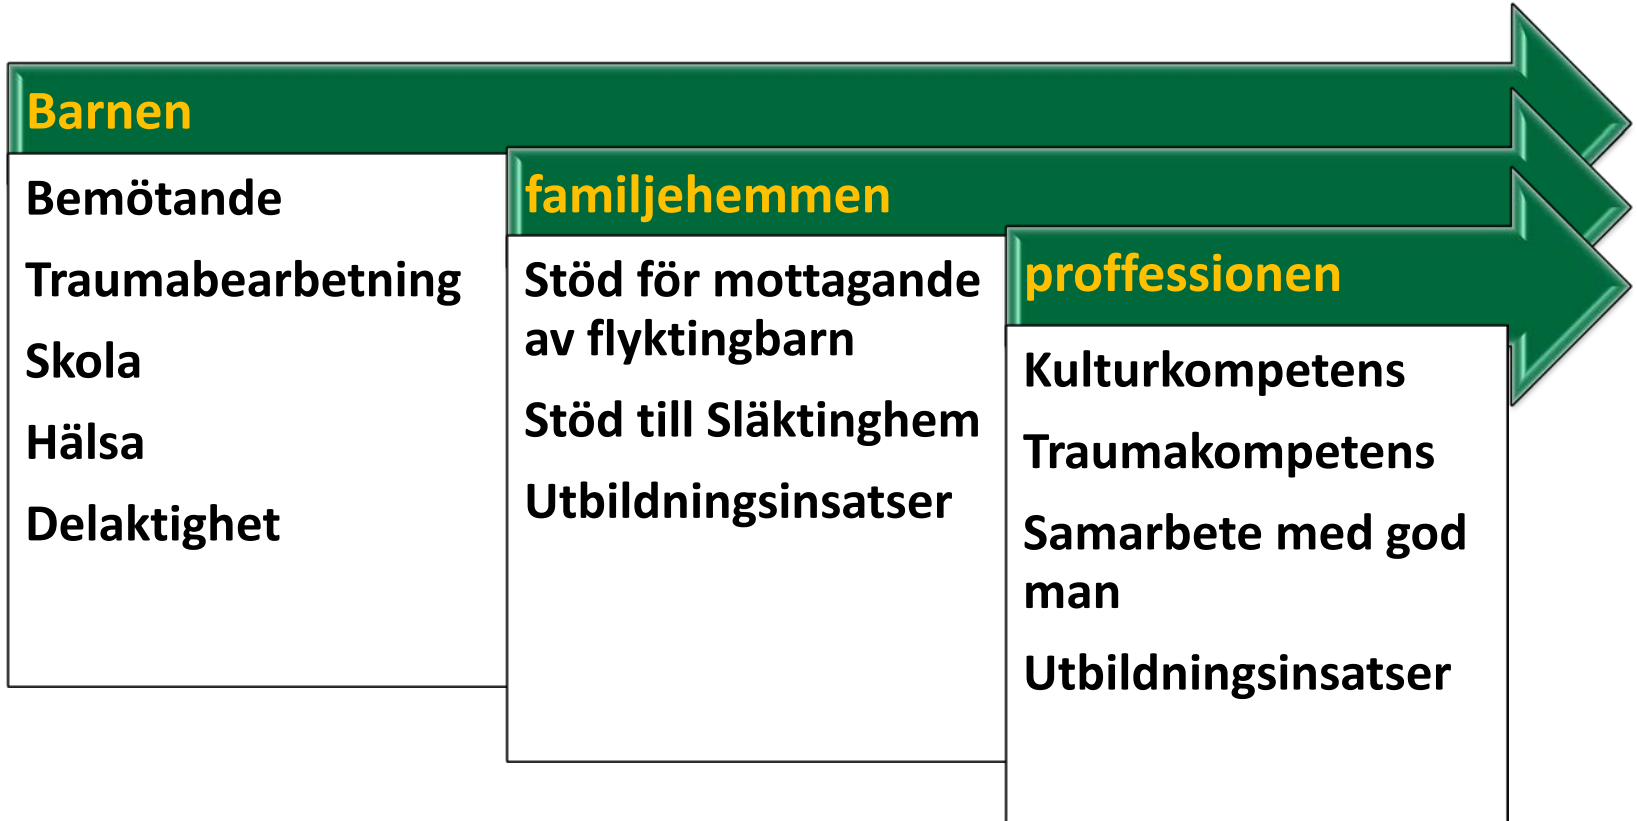 Barnen
Bemötande
Traumabearbetning
Skola
Hälsa
Delaktighet
familjehemmen
Stöd för mottagande
av flyktingbarn
Stöd till Släktinghem
Utbildningsinsatser
proffessionen
Kulturkompetens
Traumakompetens
Samarbete med god
man
Utbildningsinsatser